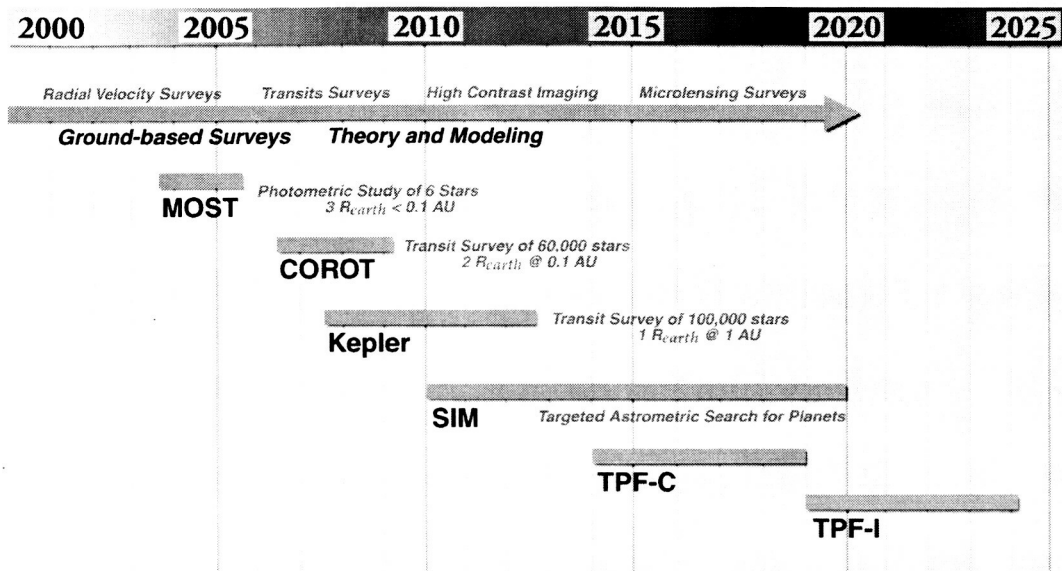 2000 2005 2010 2015 2020 2025
Radial Velocity Surveys Transits Surveys High Contrast Imaging Microlensing Surveys
Ground-based Surveys Theory and Modeling
MOST
Photometric Study of 6 Stars
3 Rearth < 0.1 AU
COROT
Transit Survey of 60,000 stars
2 Rearth @ 0.1 AU
Kepler
Transit Survey of 100,000 stars
1 Rearth @ 1 AU
SIM
Targeted Astrometric Search for Planets
TPF-C
TPF-I